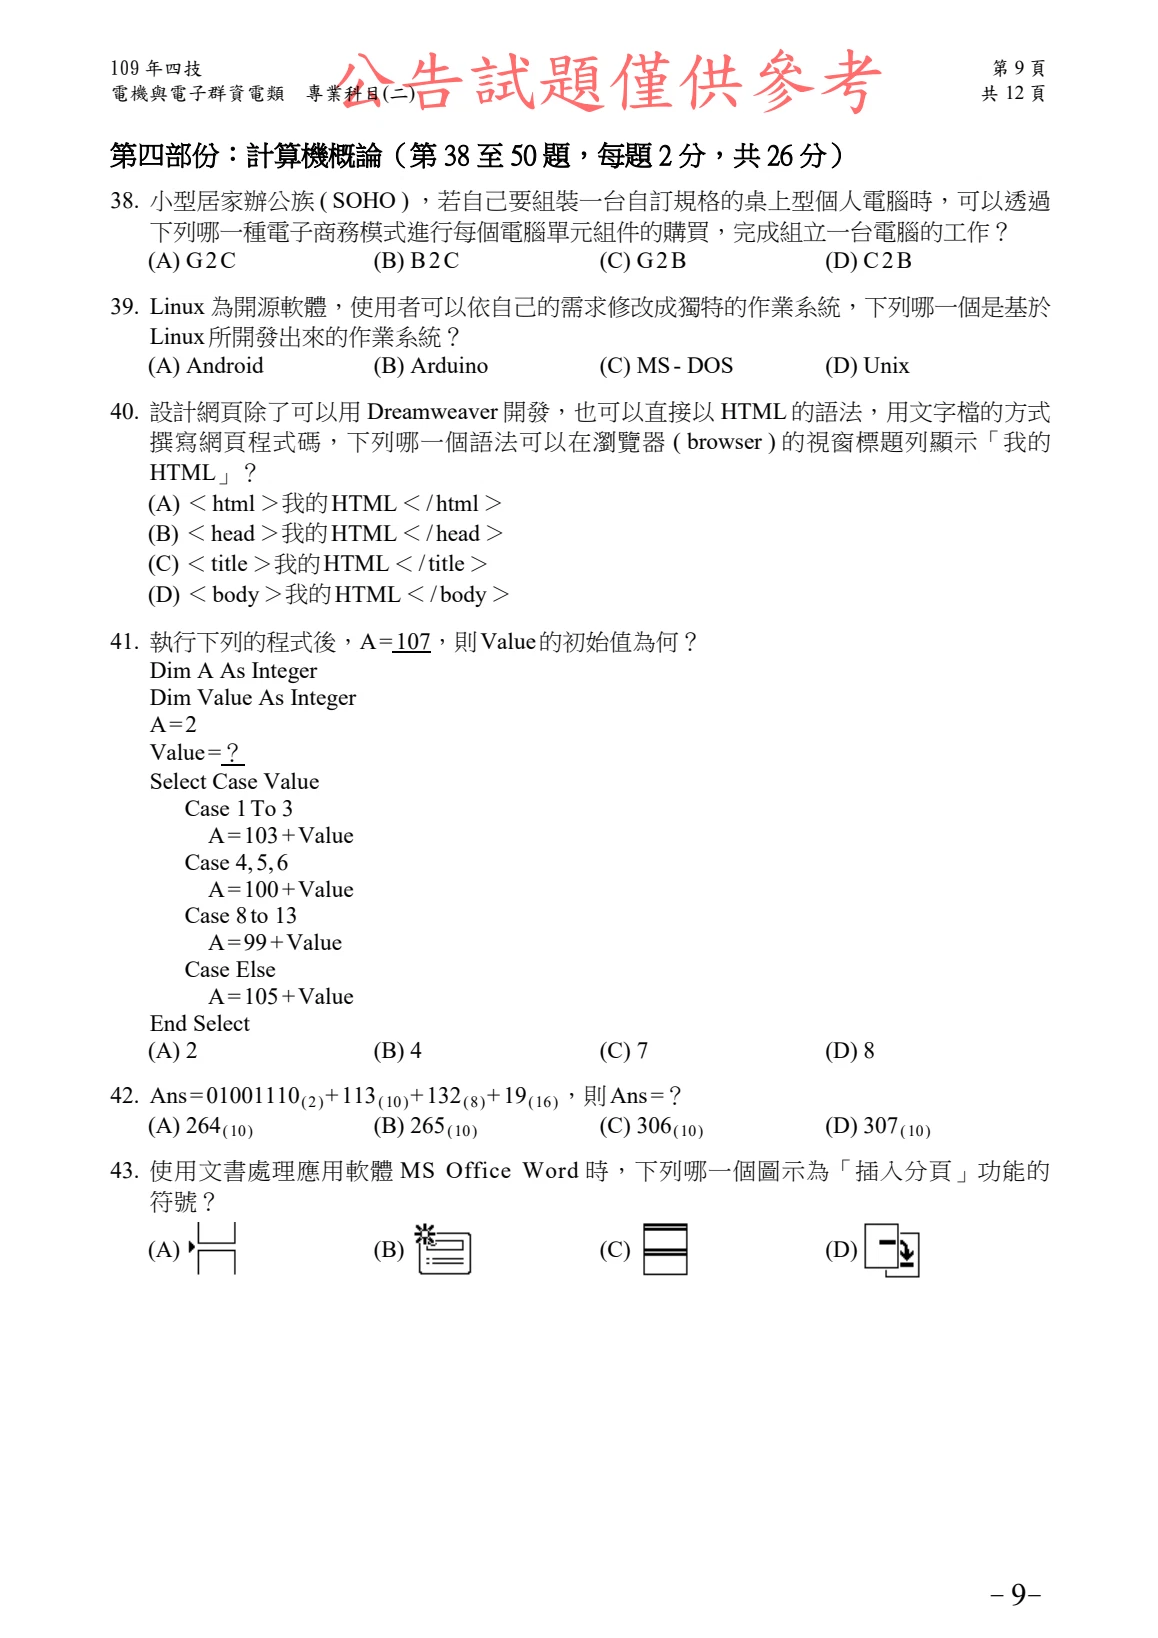 109 年四技
電機與電子群資電類 專業科目(二)
公告試題僅供參考
第 9 頁
共 12 頁
第四部份：計算機概論（第 38 至 50 題，每題 2 分，共 26 分）
38. 小型居家辦公族 ( SOHO )，若自己要組裝一台自訂規格的桌上型個人電腦時，可以透過
下列哪一種電子商務模式進行每個電腦單元組件的購買，完成組立一台電腦的工作？
(A) G2C (B) B2C (C) G2B (D) C2B
39. Linux 為開源軟體，使用者可以依自己的需求修改成獨特的作業系統，下列哪一個是基於
Linux 所開發出來的作業系統？
(A) Android (B) Arduino (C) MS-DOS (D) Unix
40. 設計網頁除了可以用 Dreamweaver 開發，也可以直接以 HTML 的語法，用文字檔的方式
撰寫網頁程式碼，下列哪一個語法可以在瀏覽器 ( browser ) 的視窗標題列顯示「我的
HTML」？
(A) ＜html＞我的HTML＜/html＞
(B) ＜head＞我的HTML＜/head＞
(C) ＜title＞我的HTML＜/title＞
(D) ＜body＞我的HTML＜/body＞
41. 執行下列的程式後，A=107，則Value的初始值為何？
Dim A As Integer
Dim Value As Integer
A=2
Value=？
Select Case Value
Case 1 To 3
A=103+Value
Case 4,5,6
A=100+Value
Case 8 to 13
A=99+Value
Case Else
A=105+Value
End Select
(A) 2 (B) 4 (C) 7 (D) 8
42. Ans=01001110(2)+113(10)+132(8)+19(16)，則Ans=？
(A) 264(10) (B) 265(10) (C) 306(10) (D) 307(10)
43. 使用文書處理應用軟體 MS Office Word 時，下列哪一個圖示為「插入分頁」功能的
符號？
(A) (B) (C) (D)
－9－